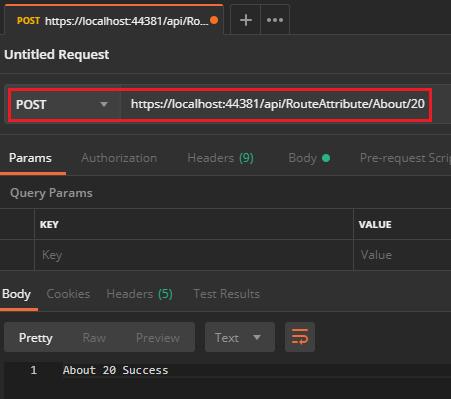 POST https://localhost:44381/api/Ro...
+ •••
Untitled Request
POST https://localhost:44381/api/RouteAttribute/About/20
Params Authorization Headers (9) Body Pre-request Scrip
Query Params
KEY VALUE
Key Value
Body Cookies Headers (5) Test Results
Pretty Raw Preview Text
1 About 20 Success